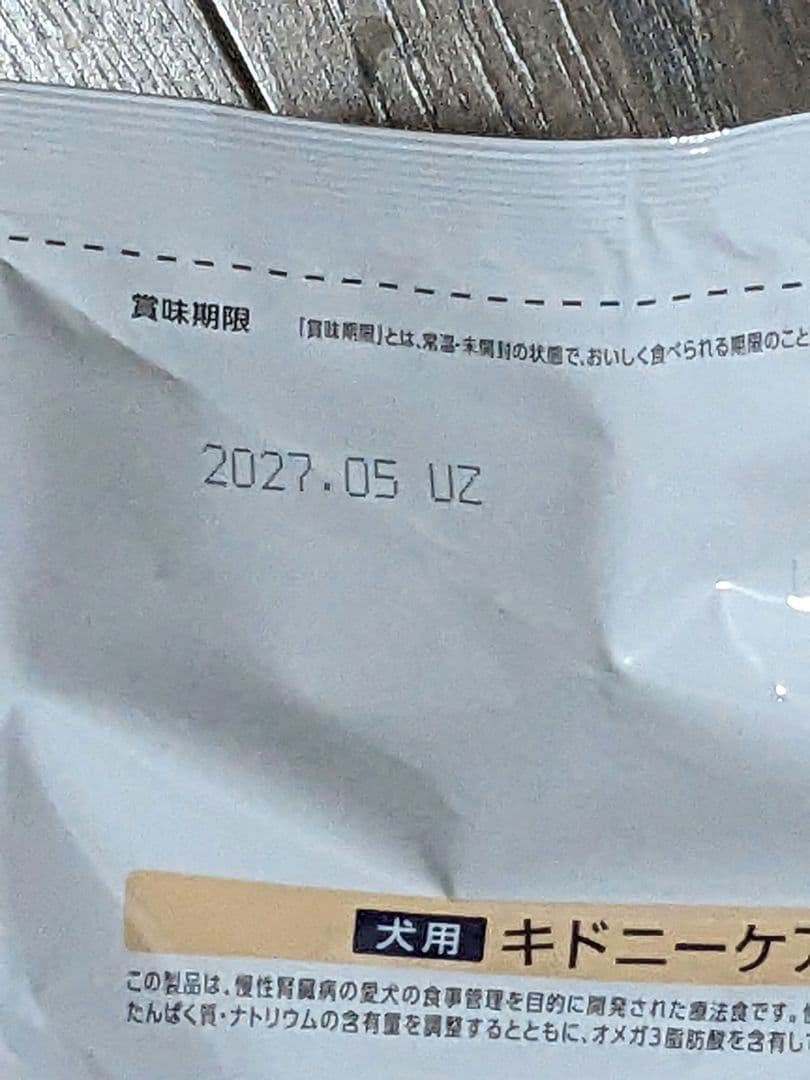 賞味期限
「賞味期限」とは、常温・未開封の状態で、おいしく食べられる期限のこと
2027.05 UZ
犬用 キドニーケア
この製品は、慢性腎臓病の愛犬の食事管理を目的に開発された療法食です。
たんぱく質・ナトリウムの含有量を調整するとともに、オメガ3脂肪酸を含有して